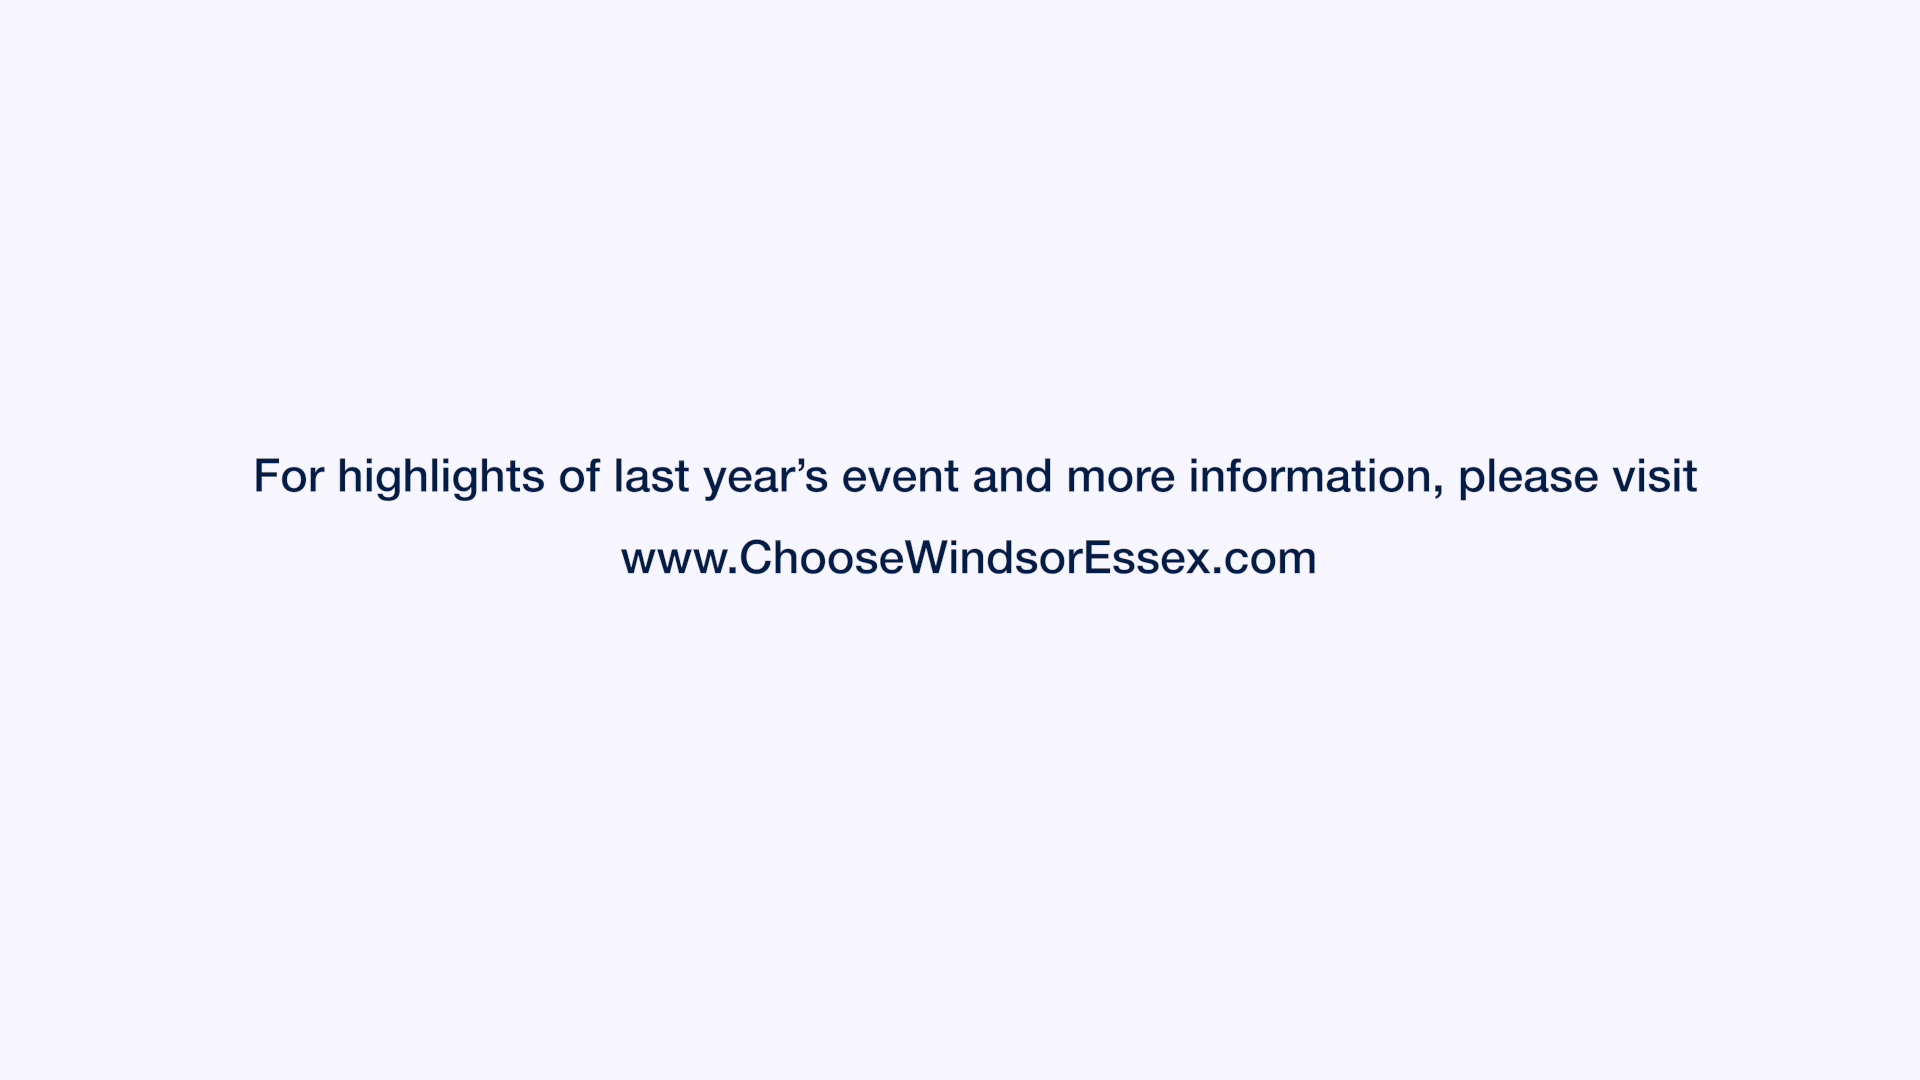 For highlights of last year’s event and more information, please visit
www.ChooseWindsorEssex.com